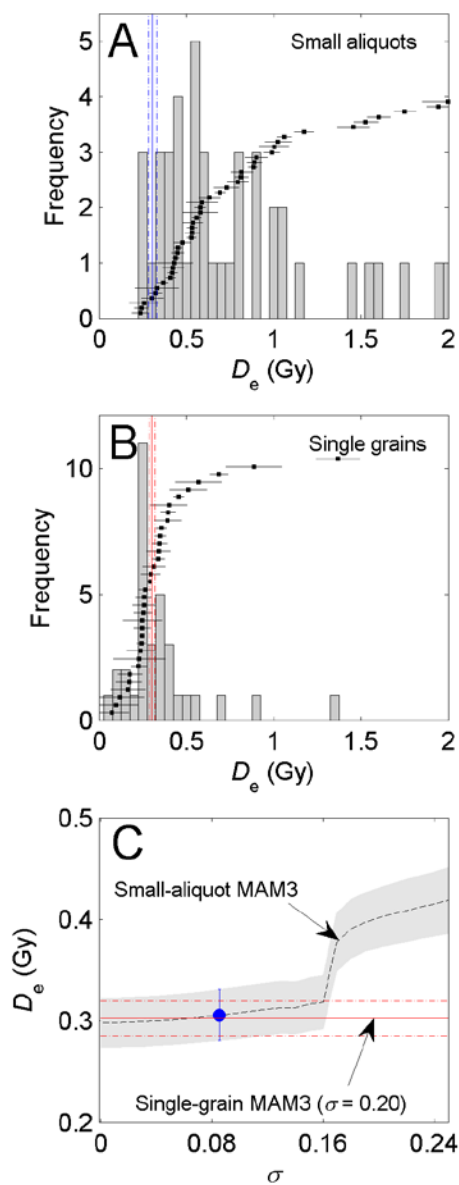 A
Small aliquots
Frequency
5
4
3
2
1
0
0 0.5 1 1.5 2
De (Gy)
B
Single grains
Frequency
10
5
0
0 0.5 1 1.5 2
De (Gy)
C
De (Gy)
0.5
0.4
0.3
0.2
Small-aliquot MAM3
Single-grain MAM3 (σ = 0.20)
0 0.08 0.16 0.24
σ